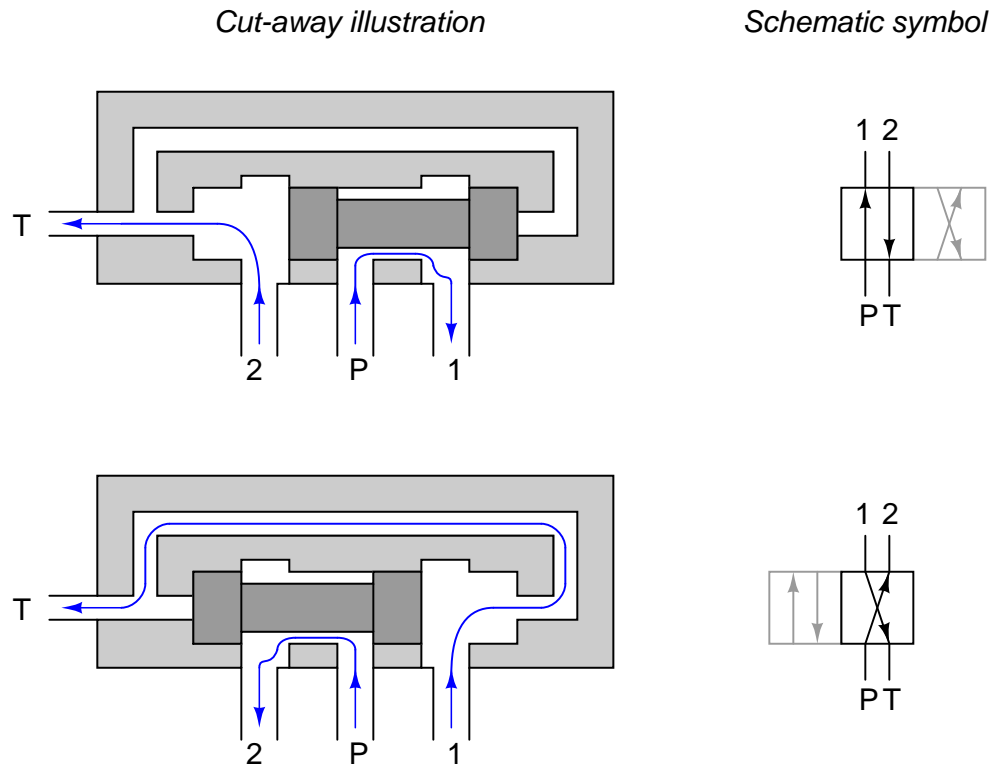 Cut-away illustration
Schematic symbol
1 2
T
P T
2 P 1
1 2
T
P T
2 P 1